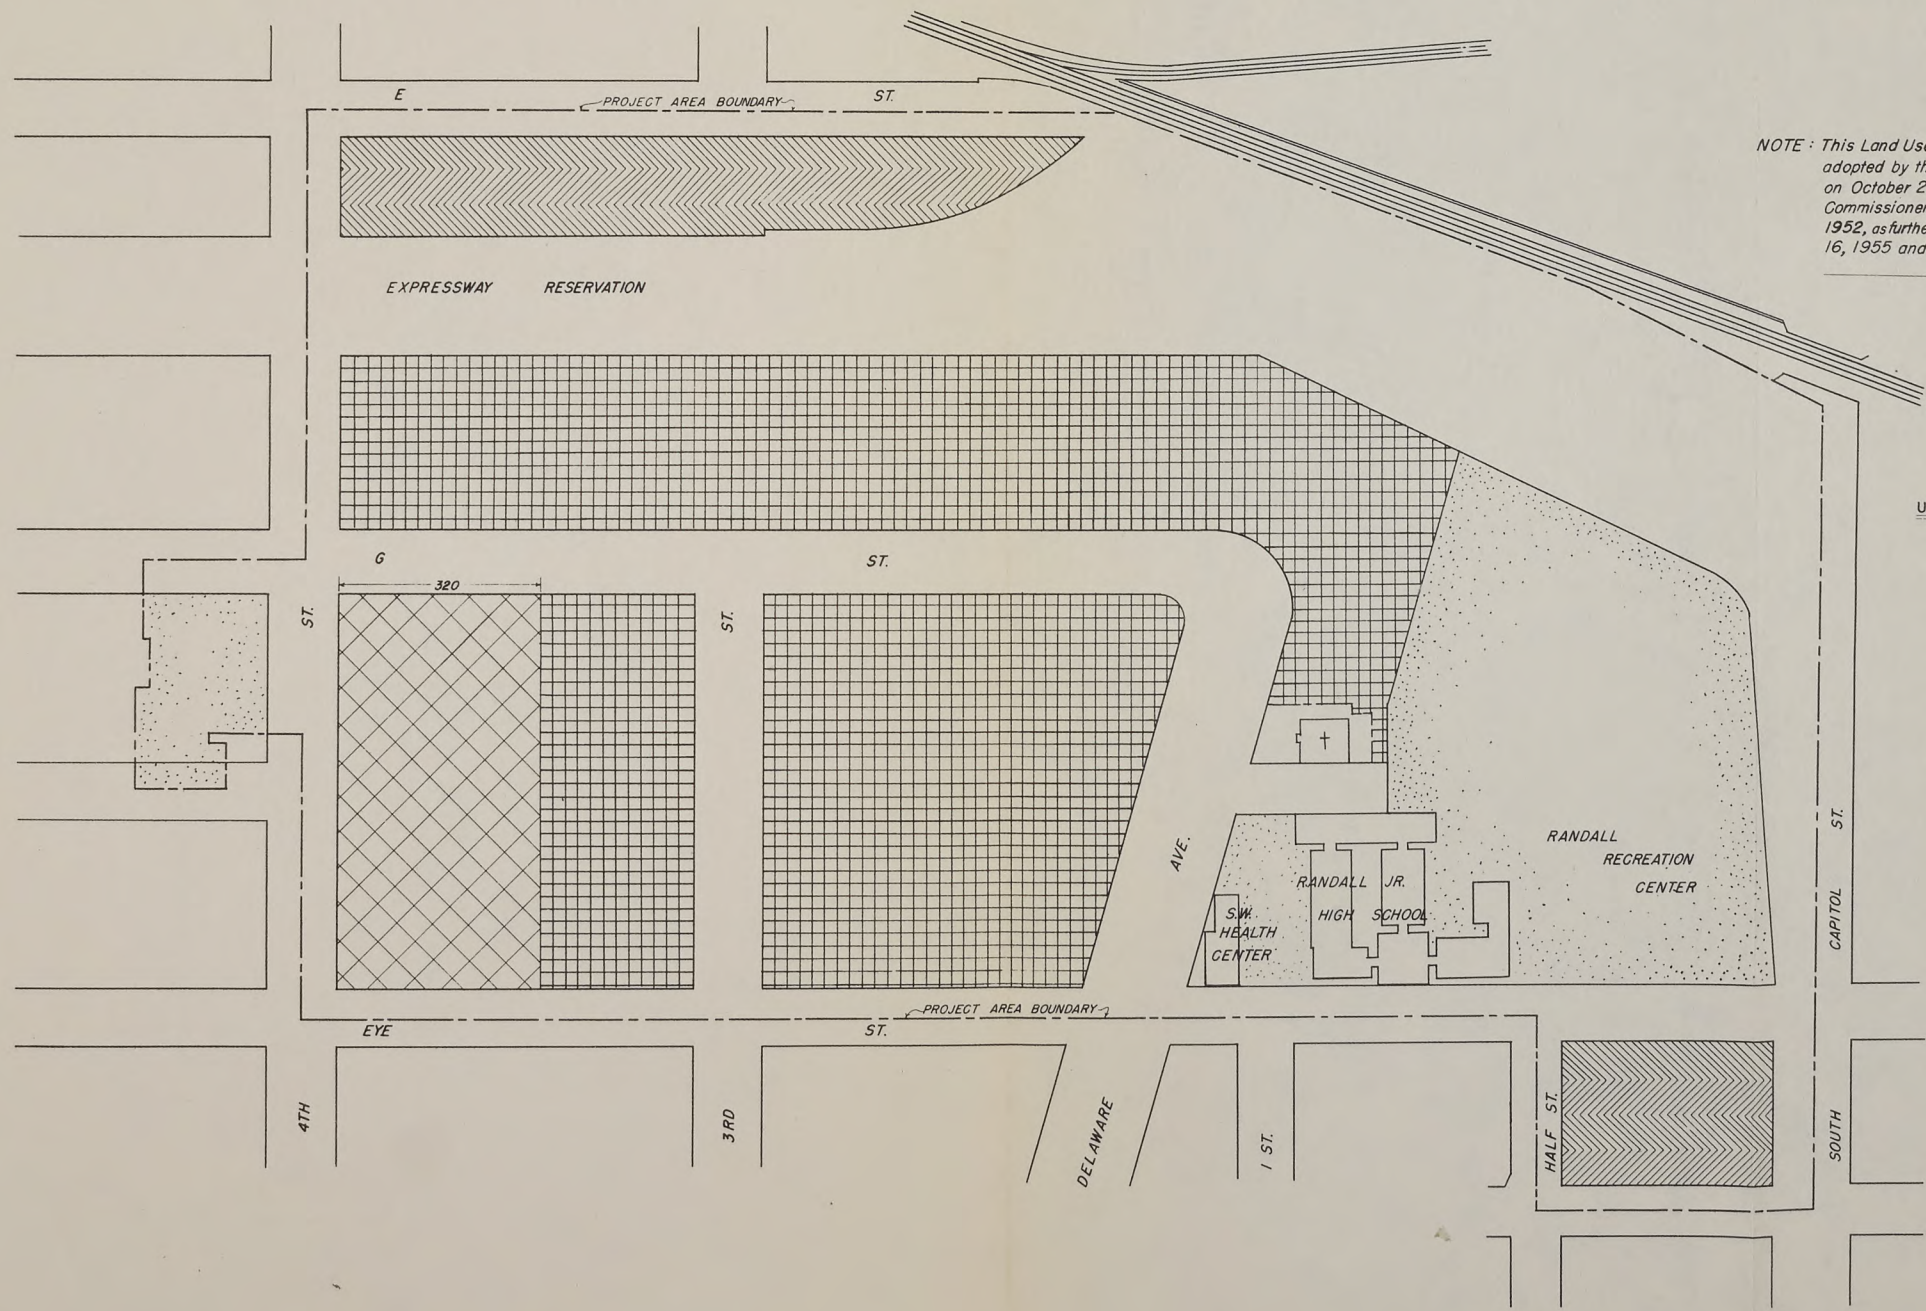 E ST.
PROJECT AREA BOUNDARY
NOTE : This Land Use
adopted by th
on October 2
Commissioner
1952, as furthe
16, 1955 and
EXPRESSWAY RESERVATION
U
G ST.
320
ST.
ST.
ST.
AVE.
RANDALL
RECREATION
CENTER
CAPITOL
RANDALL JR.
HIGH SCHOOL
S.W.
HEALTH
CENTER
PROJECT AREA BOUNDARY
EYE ST.
4TH
3RD
DELAWARE
1 ST.
HALF ST.
SOUTH